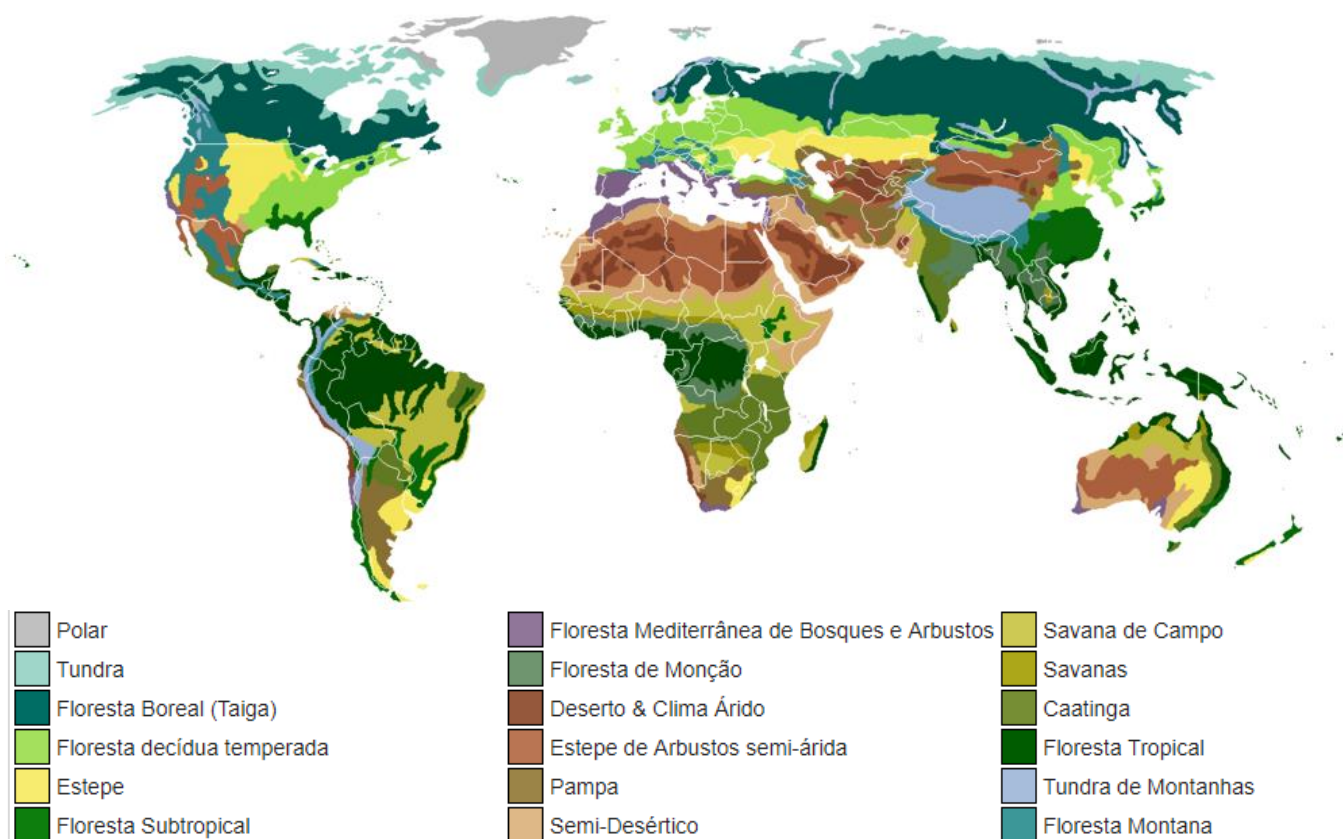 Polar
Tundra
Floresta Boreal (Taiga)
Floresta decídua temperada
Estepe
Floresta Subtropical
Floresta Mediterrânea de Bosques e Arbustos
Floresta de Monção
Deserto & Clima Árido
Estepe de Arbustos semi-árida
Pampa
Semi-Desértico
Savana de Campo
Savanas
Caatinga
Floresta Tropical
Tundra de Montanhas
Floresta Montana